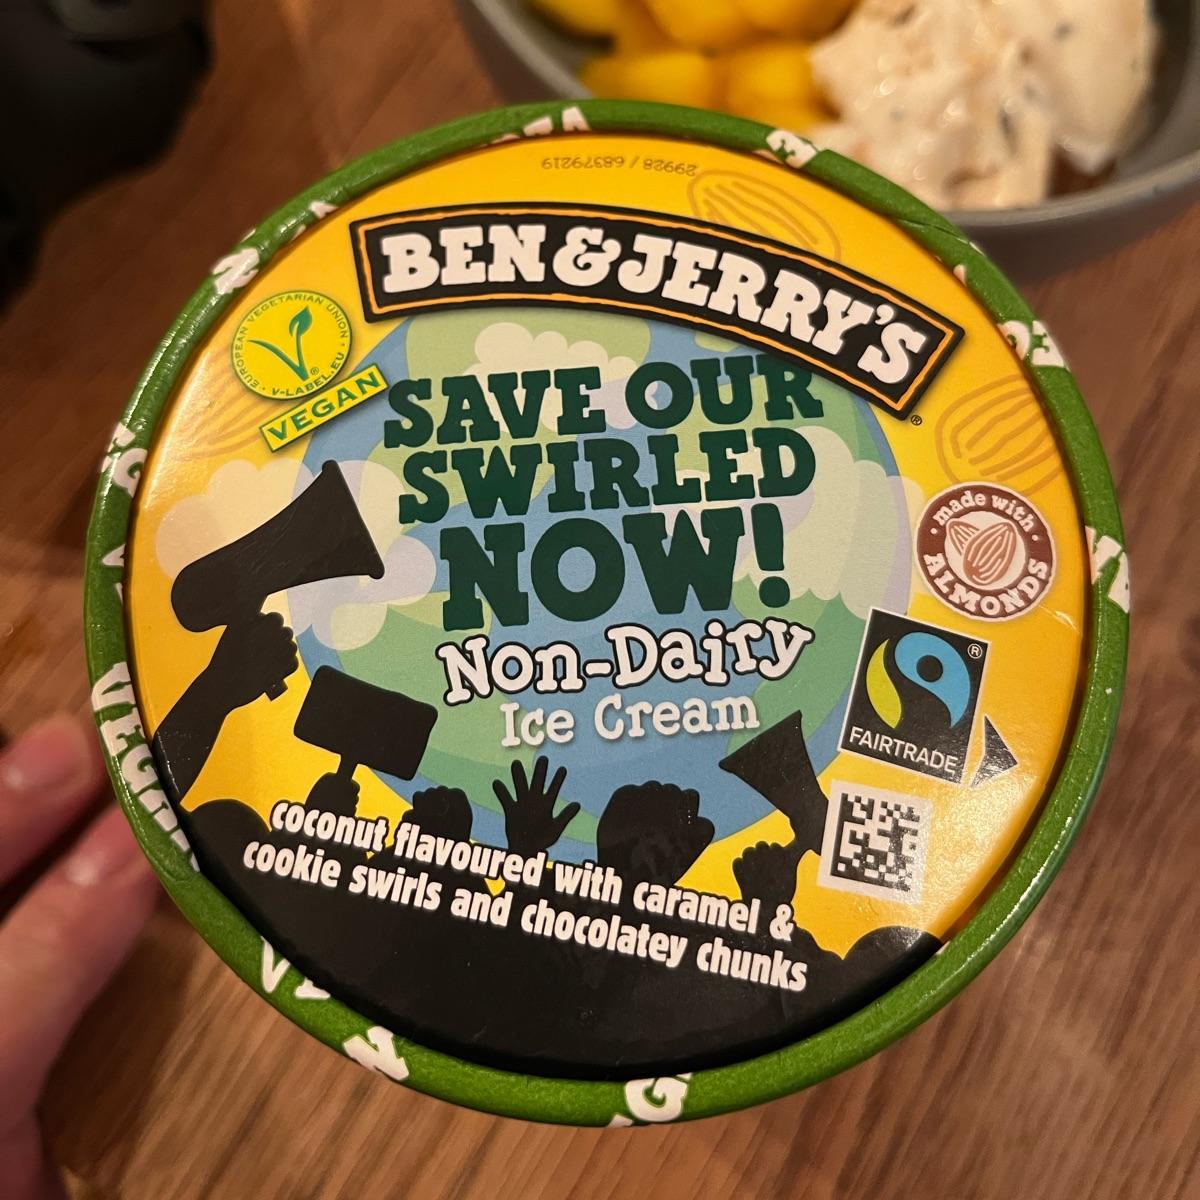 29928 / 68379219
BEN & JERRY'S
®
EUROPEAN VEGETARIAN UNION
V-LABEL.EU
®
VEGAN
SAVE OUR
SWIRLED
NOW!
Non-Dairy
Ice Cream
made with
ALMONDS
®
FAIRTRADE
coconut flavoured with caramel &
cookie swirls and chocolatey chunks